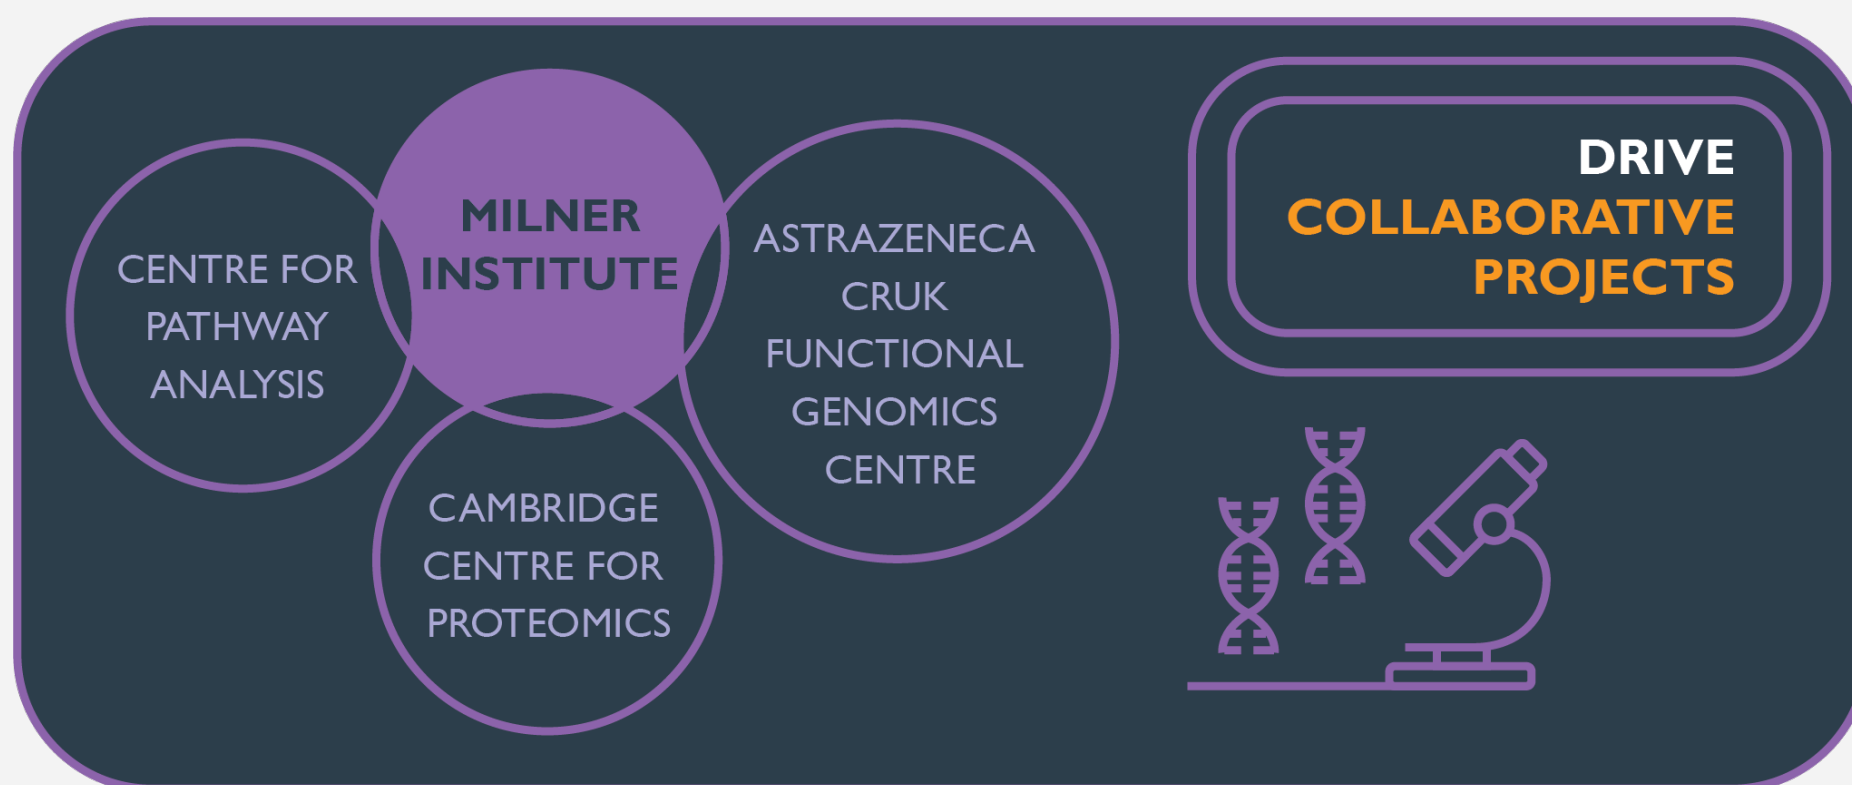 MILNER
INSTITUTE
CENTRE FOR
PATHWAY
ANALYSIS
ASTRAZENECA
CRUK
FUNCTIONAL
GENOMICS
CENTRE
CAMBRIDGE
CENTRE FOR
PROTEOMICS
DRIVE
COLLABORATIVE
PROJECTS